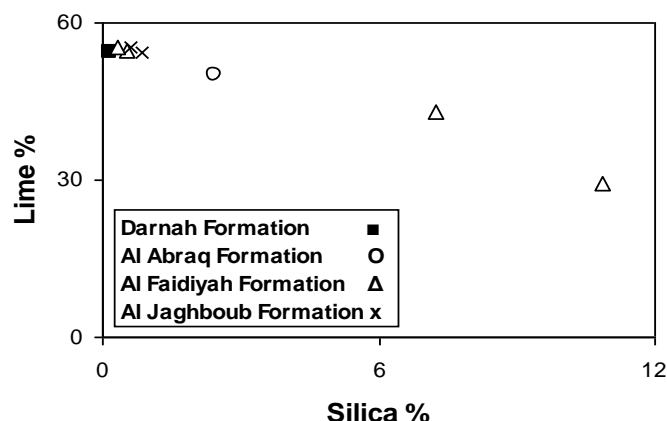 60
Lime %
30
Darnah Formation ■
Al Abraq Formation O
Al Faidiyah Formation Δ
Al Jaghboub Formation x
0
0 6 12
Silica %